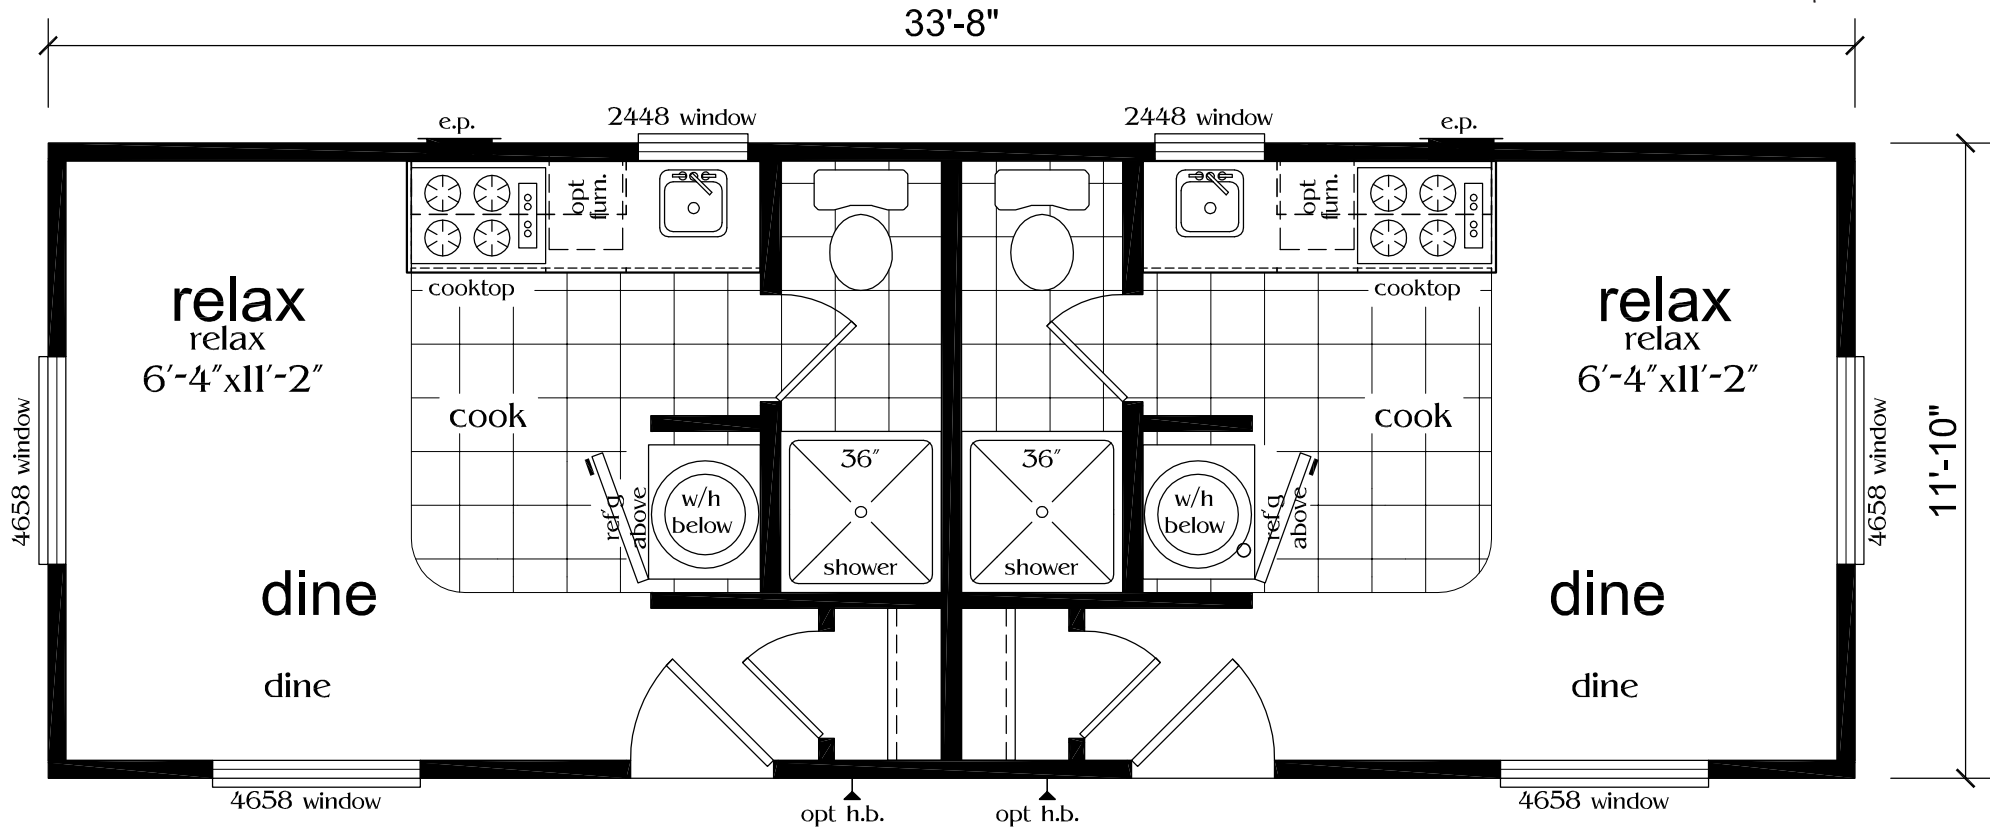 33'-8"
e.p.
2448 window
2448 window
e.p.
opt
furn.
opt
furn.
cooktop
cooktop
relax
relax
6'-4"x11'-2"
relax
relax
6'-4"x11'-2"
cook
cook
4658 window
4658 window
11'-10"
36"
36"
ref'g
above
w/h
below
w/h
below
ref'g
above
shower
shower
dine
dine
dine
dine
4658 window
4658 window
opt h.b.
opt h.b.